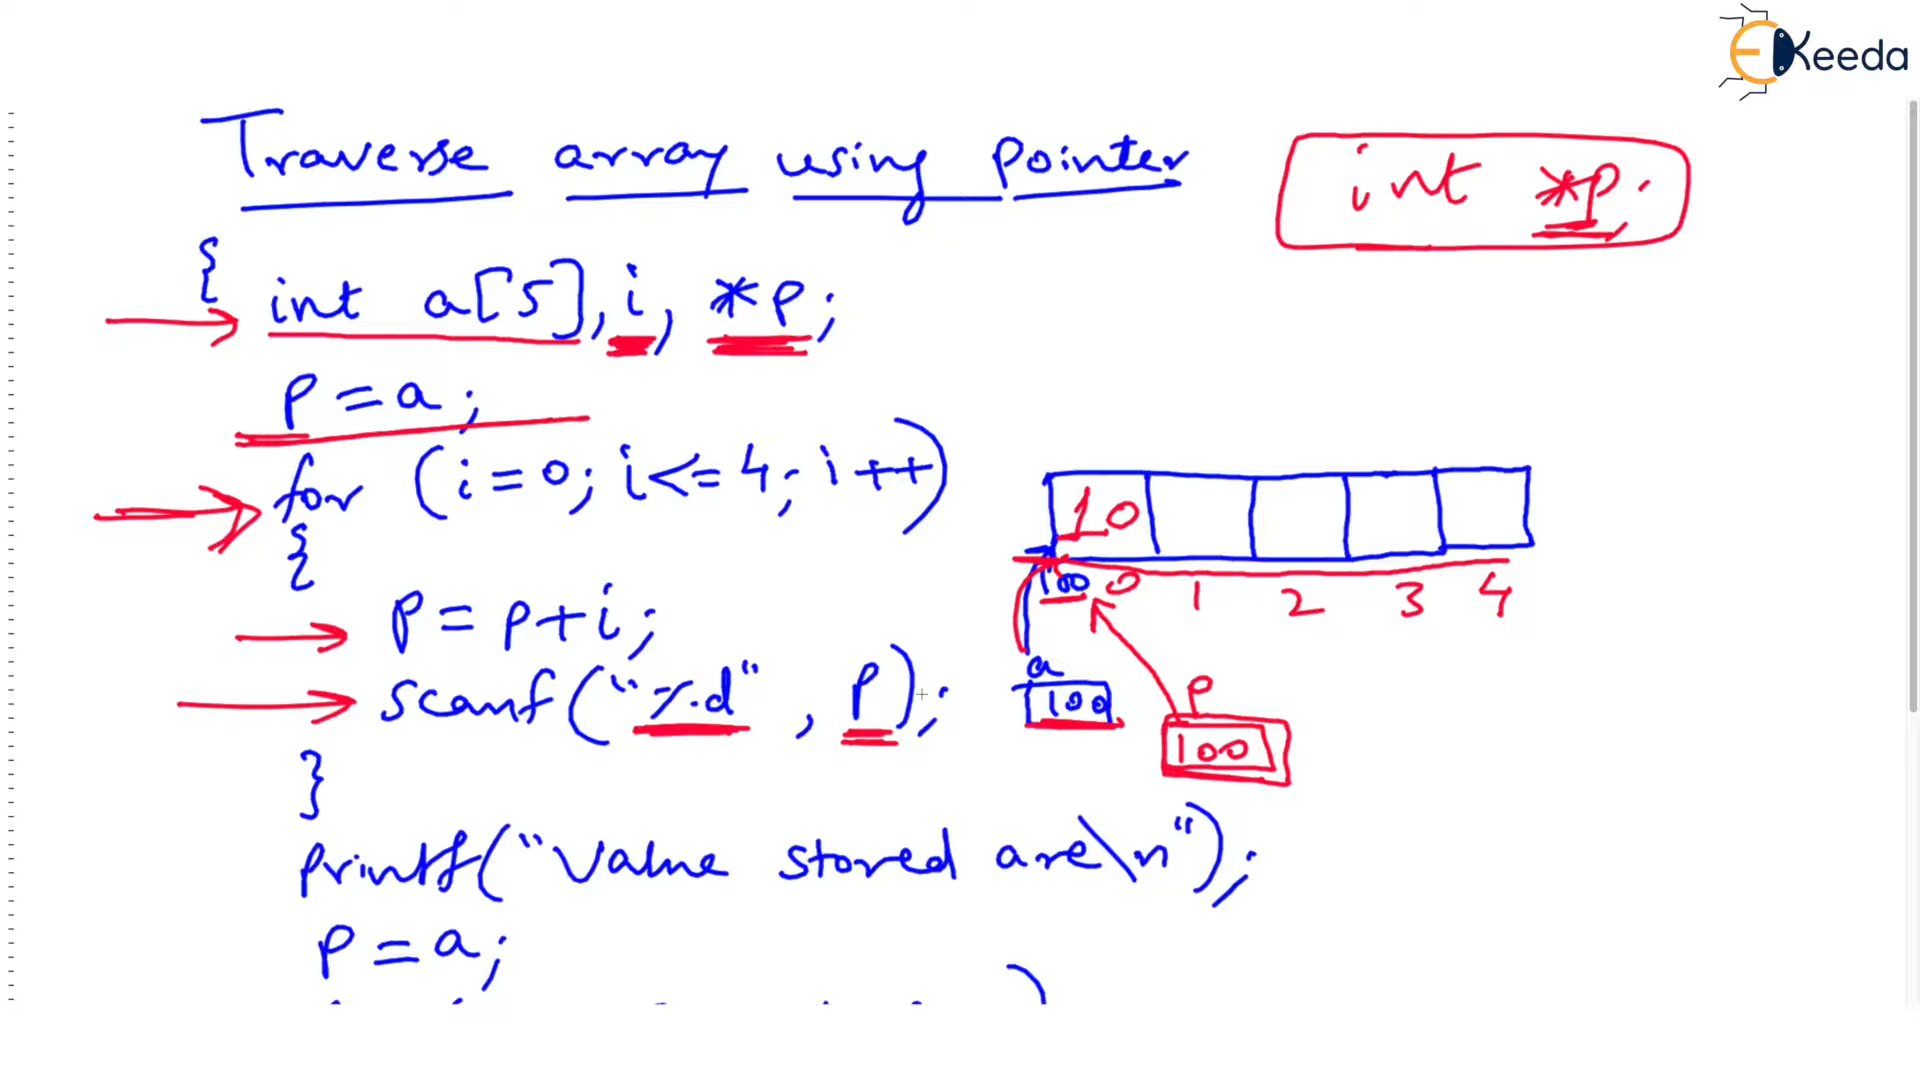 EKeeda
Traverse array using pointer
int *p.
{
int a[5], i, *p;
p = a;
for (i=0; i<=4; i++)
{
p = p+i;
scanf("%d", p);
}
printf("Value stored are\n");
p = a;
10
100 0 1 2 3 4
a
100
p
100